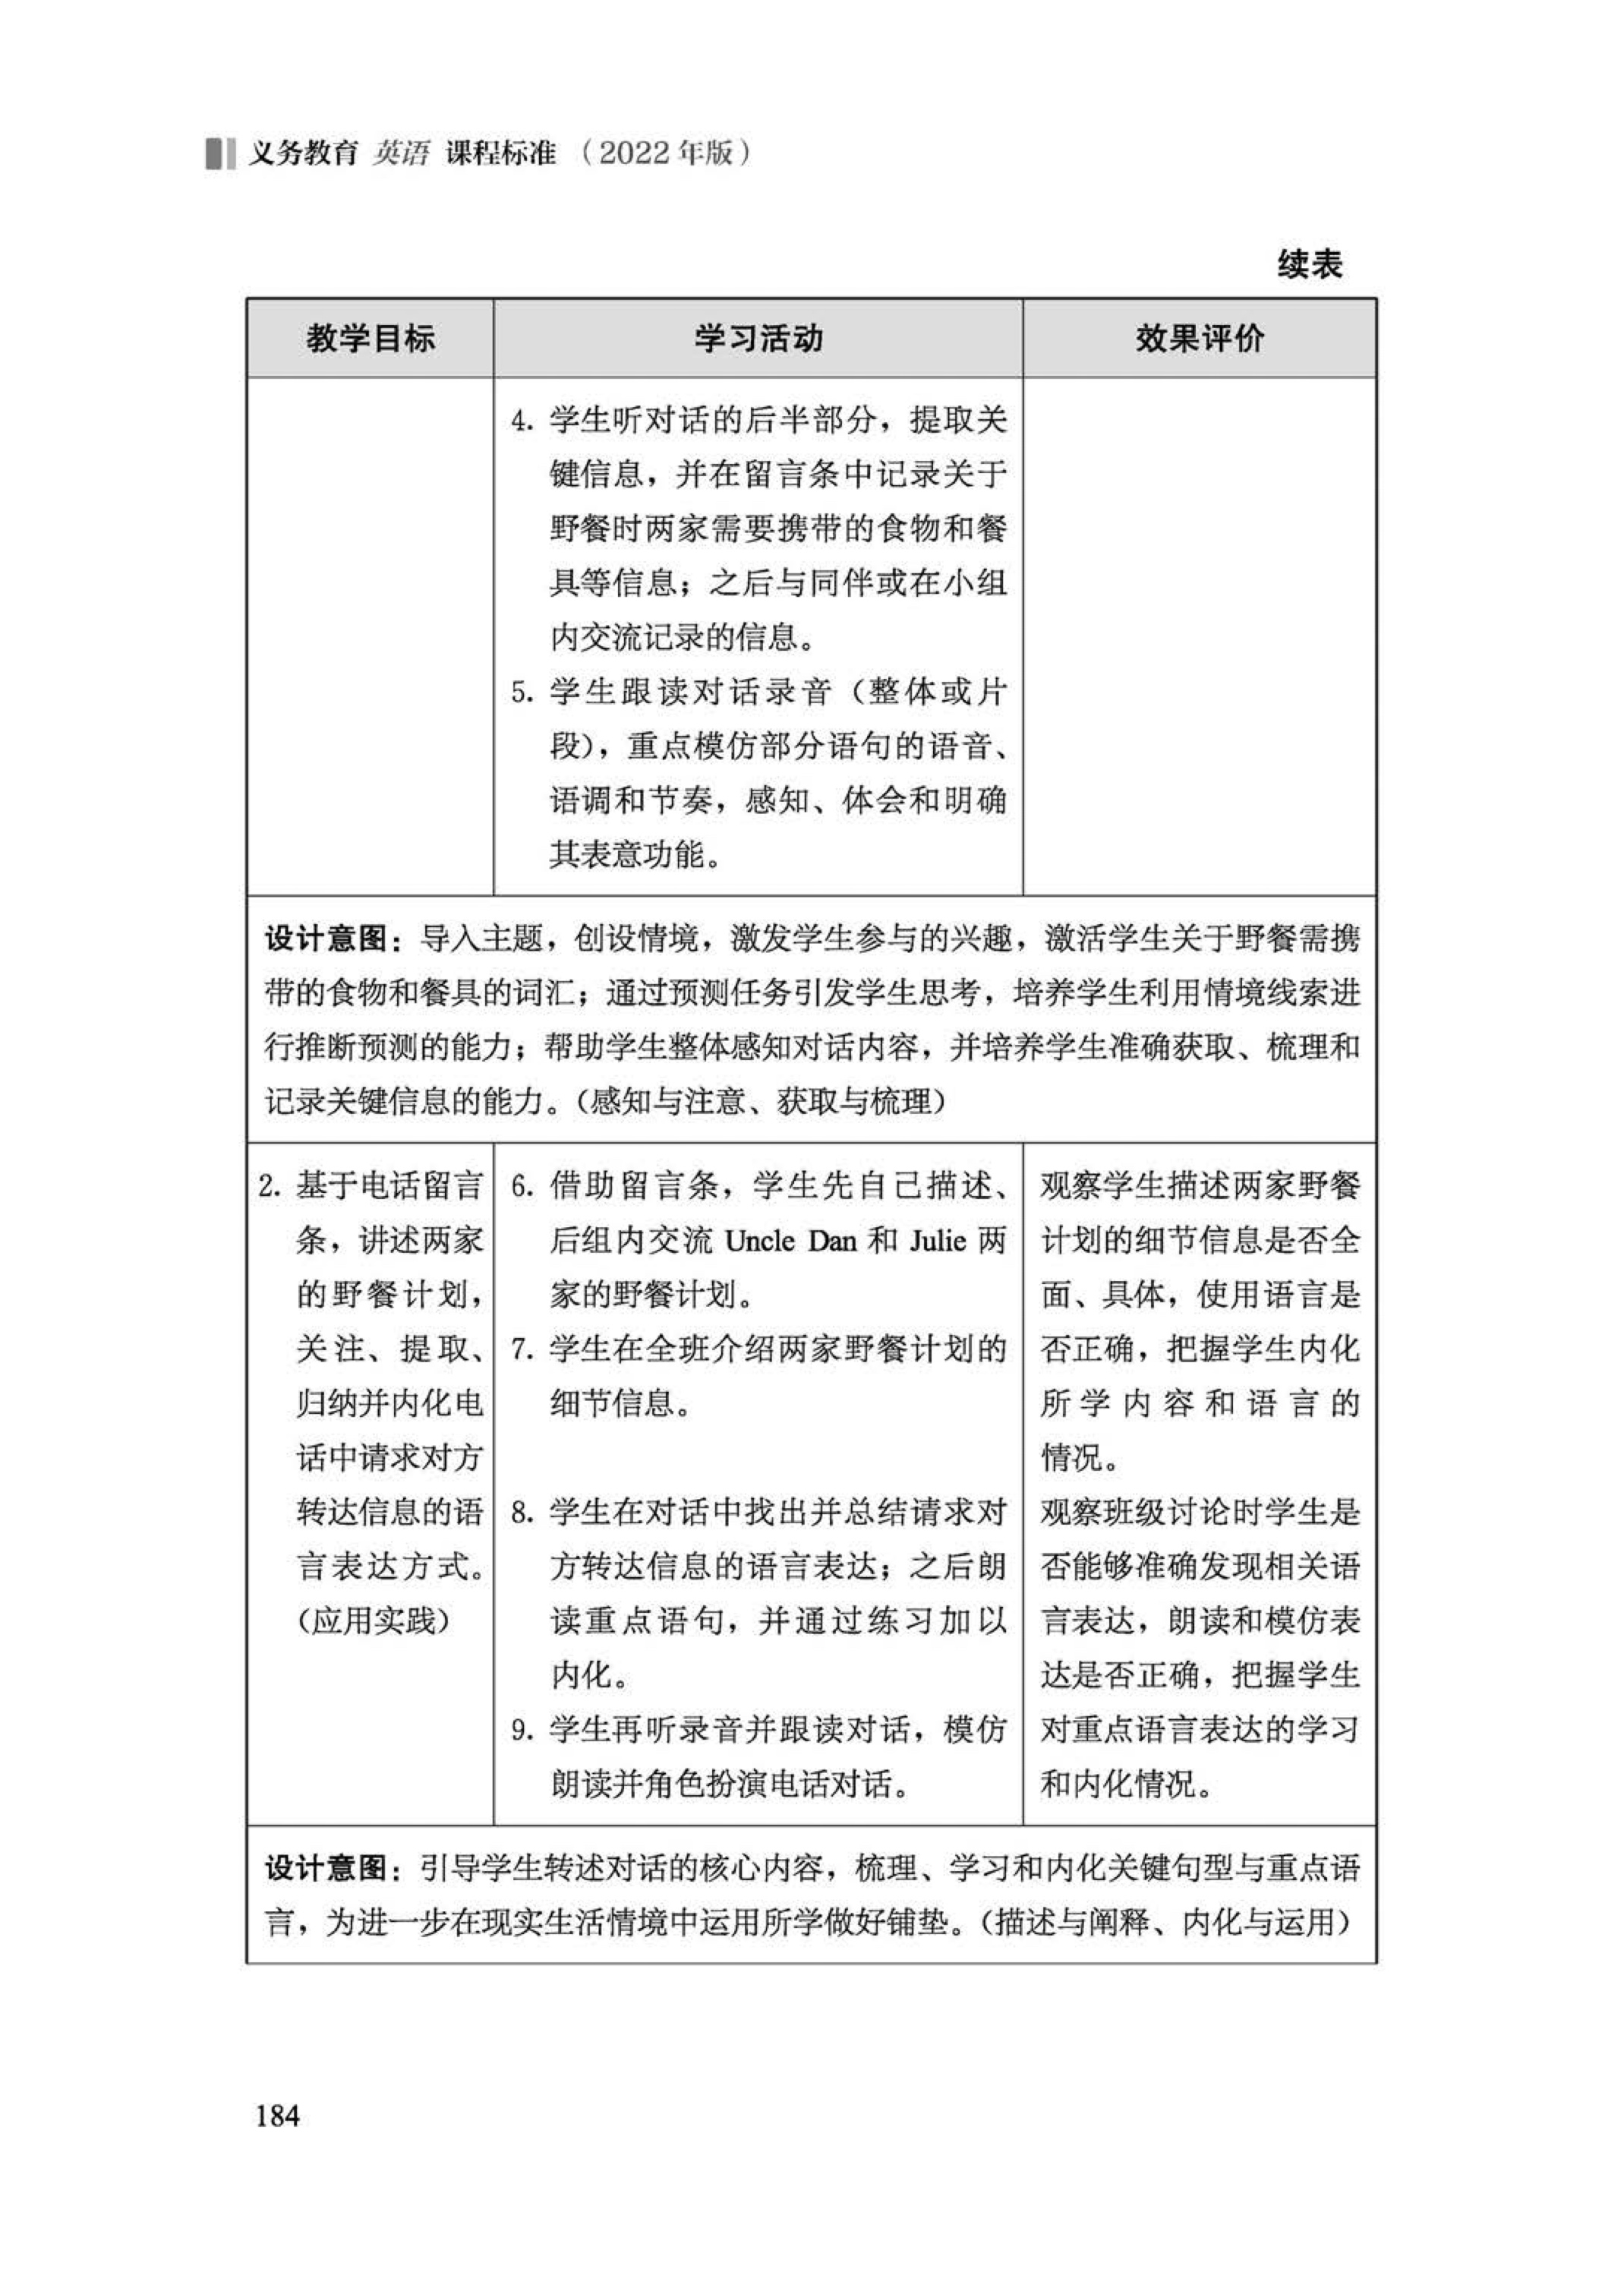 义务教育 英语 课程标准（2022年版）
续表
教学目标
学习活动
效果评价
4. 学生听对话的后半部分，提取关
键信息，并在留言条中记录关于
野餐时两家需要携带的食物和餐
具等信息；之后与同伴或在小组
内交流记录的信息。
5. 学生跟读对话录音（整体或片
段），重点模仿部分语句的语音、
语调和节奏，感知、体会和明确
其表意功能。
设计意图：导入主题，创设情境，激发学生参与的兴趣，激活学生关于野餐需携
带的食物和餐具的词汇；通过预测任务引发学生思考，培养学生利用情境线索进
行推断预测的能力；帮助学生整体感知对话内容，并培养学生准确获取、梳理和
记录关键信息的能力。（感知与注意、获取与梳理）
2. 基于电话留言
条，讲述两家
的野餐计划，
关注、提取、
归纳并内化电
话中请求对方
转达信息的语
言表达方式。
（应用实践）
6. 借助留言条，学生先自己描述、
后组内交流 Uncle Dan 和 Julie 两
家的野餐计划。
7. 学生在全班介绍两家野餐计划的
细节信息。
8. 学生在对话中找出并总结请求对
方转达信息的语言表达；之后朗
读重点语句，并通过练习加以
内化。
9. 学生再听录音并跟读对话，模仿
朗读并角色扮演电话对话。
观察学生描述两家野餐
计划的细节信息是否全
面、具体，使用语言是
否正确，把握学生内化
所学内容和语言的
情况。
观察班级讨论时学生是
否能够准确发现相关语
言表达，朗读和模仿表
达是否正确，把握学生
对重点语言表达的学习
和内化情况。
设计意图：引导学生转述对话的核心内容，梳理、学习和内化关键句型与重点语
言，为进一步在现实生活情境中运用所学做好铺垫。（描述与阐释、内化与运用）
184